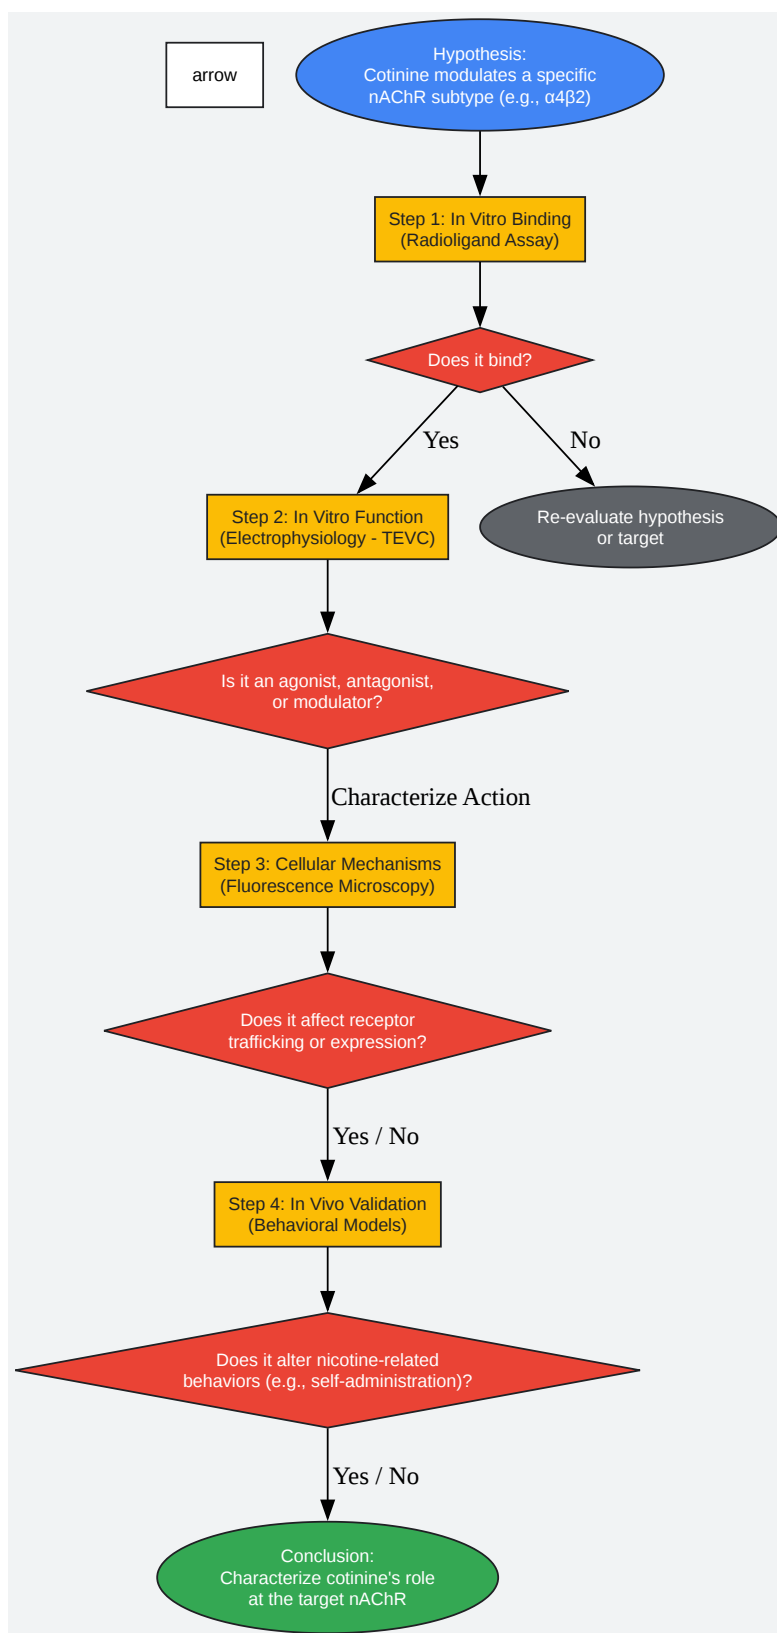 arrow
Hypothesis:
Cotinine modulates a specific
nAChR subtype (e.g., α4β2)
Step 1: In Vitro Binding
(Radioligand Assay)
Does it bind?
Yes
No
Step 2: In Vitro Function
(Electrophysiology - TEVC)
Re-evaluate hypothesis
or target
Is it an agonist, antagonist,
or modulator?
Characterize Action
Step 3: Cellular Mechanisms
(Fluorescence Microscopy)
Does it affect receptor
trafficking or expression?
Yes / No
Step 4: In Vivo Validation
(Behavioral Models)
Does it alter nicotine-related
behaviors (e.g., self-administration)?
Yes / No
Conclusion:
Characterize cotinine's role
at the target nAChR